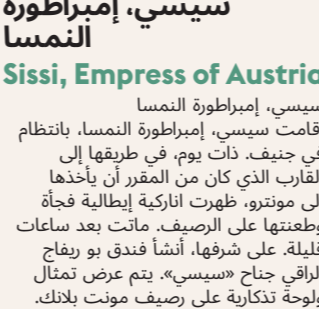 سيسي، إمبراطورة
النمسا
Sissi, Empress of Austria
سيسي، إمبراطورة النمسا
قامت سيسي، إمبراطورة النمسا، بانتظام
في جنيف. ذات يوم، في طريقها إلى
القارب الذي كان من المقرر أن يأخذها
إلى مونترو، ظهرت اناركية إيطالية فجأة
وطعنتها على الرصيف. ماتت بعد ساعات
قليلة. على شرفها، أنشأ فندق بو ريفاج
الراقي جناح «سيسي». يتم عرض تمثال
ولوحة تذكارية على رصيف مونت بلانك.